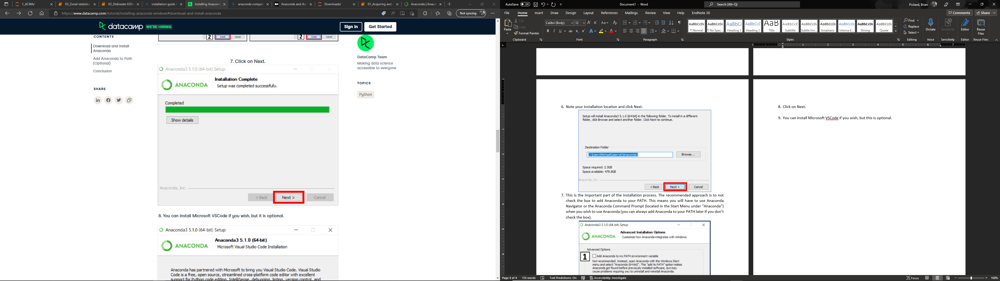 1_ACWA/
03_Zonal statistics
02_Delineate H20s
installation guide f
Installing Anaconda
anaconda compata
Anaconda and Arc
Downloads/
01_Acquiring and
Anaconda | Anacon
https://www.datacamp.com/tutorial/installing-anaconda-windows#download-and-install-anaconda
Not syncing
datacamp WE'RE HIRING
Sign In
Get Started
CONTENTS
Download and Install
Anaconda
Add Anaconda to Path
(Optional)
Conclusion
SHARE
2 Install Cancel
2 Install Cancel
7. Click on Next.
Anaconda3 5.1.0 (64-bit) Setup
ANACONDA
Installation Complete
Setup was completed successfully.
Completed
Show details
Anaconda, Inc.
< Back
Next >
Cancel
8. You can install Microsoft VSCode if you wish, but it is optional.
Anaconda3 5.1.0 (64-bit) Setup
ANACONDA
Anaconda3 5.1.0 (64-bit)
Microsoft Visual Studio Code Installation
Anaconda has partnered with Microsoft to bring you Visual Studio Code. Visual Studio
Code is a free, open source, streamlined cross-platform code editor with excellent
support for Python code editing, IntelliSense, debugging, linting, version control, and
DataCamp Team
Making data science
accessible to everyone
TOPICS
Python
AutoSave Off
Document1 - Word
Search (Alt+Q)
Pickard, Brian
File Home Insert Draw Design Layout References Mailings Review View Help EndNote 20
Comments
Share
Paste
Cut
Copy
Format Painter
Clipboard
Calibri (Body) 12
Font
Paragraph
¶ Normal
¶ No Spac...
Heading 1
Heading 2
Title
Subtitle
Subtle Em...
Emphasis
Intense E...
Strong
Quote
Styles
Find
Replace
Select
Editing
Dictate
Voice
Sensitivity
Sensitivity
Editor
Editor
Reuse
Files
Reuse Files
6. Note your installation location and click Next.
Setup will install Anaconda3 5.1.0 (64-bit) in the following folder. To install in a different
folder, click Browse and select another folder. Click Next to continue.
Destination Folder
C:\Users\MichaelGalarnyk\Anaconda3
Browse...
Space required: 2.5GB
Space available: 479.8GB
Anaconda, Inc.
< Back
Next >
Cancel
7. This is the important part of the installation process. The recommended approach is to not
check the box to add Anaconda to your PATH. This means you will have to use Anaconda
Navigator or the Anaconda Command Prompt (located in the Start Menu under “Anaconda”)
when you wish to use Anaconda (you can always add Anaconda to your PATH later if you don’t
check the box).
Anaconda3 5.1.0 (64-bit) Setup
ANACONDA
Advanced Installation Options
Customize how Anaconda integrates with Windows
Advanced Options
1
Add Anaconda to my PATH environment variable
Not recommended. Instead, open Anaconda with the Windows Start
menu and select "Anaconda (64-bit)". This "add to PATH" option makes
Anaconda get found before previously installed software, but may
cause problems requiring you to uninstall and reinstall Anaconda.
8. Click on Next.
9. You can install Microsoft VSCode if you wish, but this is optional.
Page 4 of 4
155 words
Text Predictions: On
Accessibility: Investigate
Focus
100%